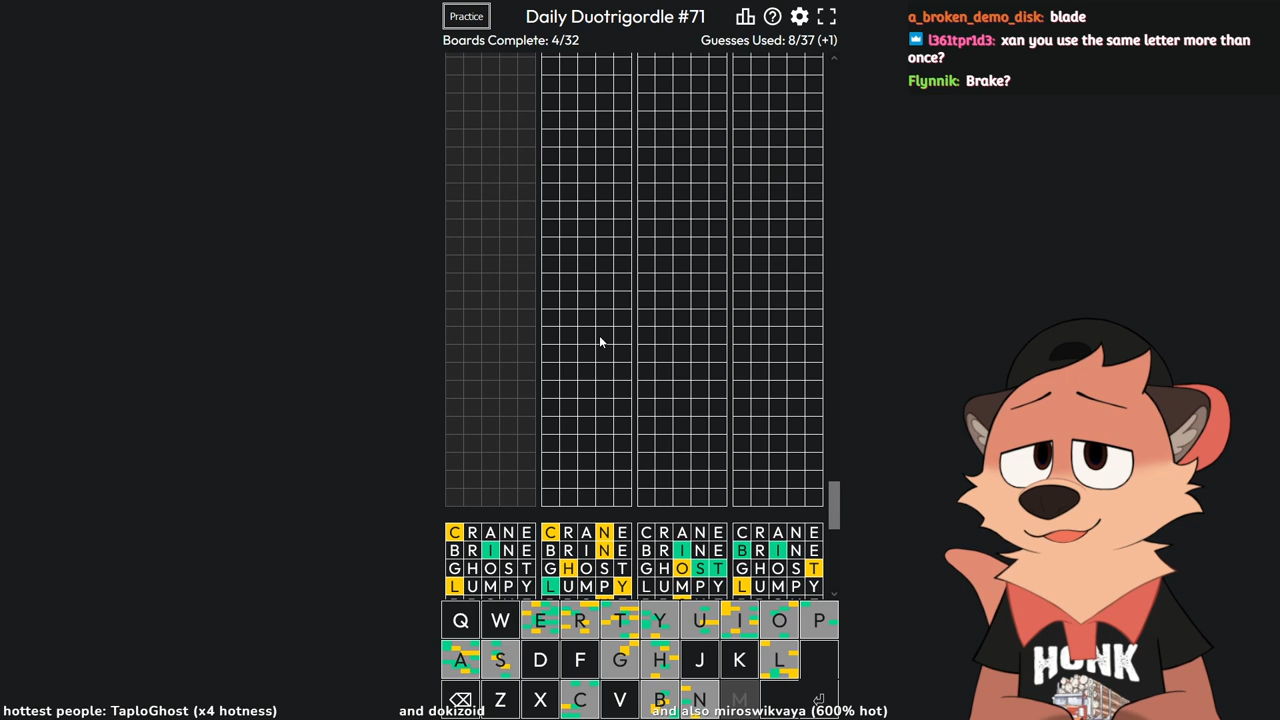 Practice
Daily Duotrigordle #71
Boards Complete: 4/32
Guesses Used: 8/37 (+1)
a_broken_demo_disk: blade
l361tpr1d3: xan you use the same letter more than
once?
Flynnik: Brake?
CRANE CRANE CRANE CRANE
BRINE BRINE BRINE BRINE
GHOST GHOST GHOST GHOST
LUMPY LUMPY LUMPY LUMPY
Q W E R T Y U I O P
A S D F G H J K L
Z X C V B N M
HONK
hottest people: TaploGhost (x4 hotness)
and dokizoid
and also miroswikvaya (600% hot)